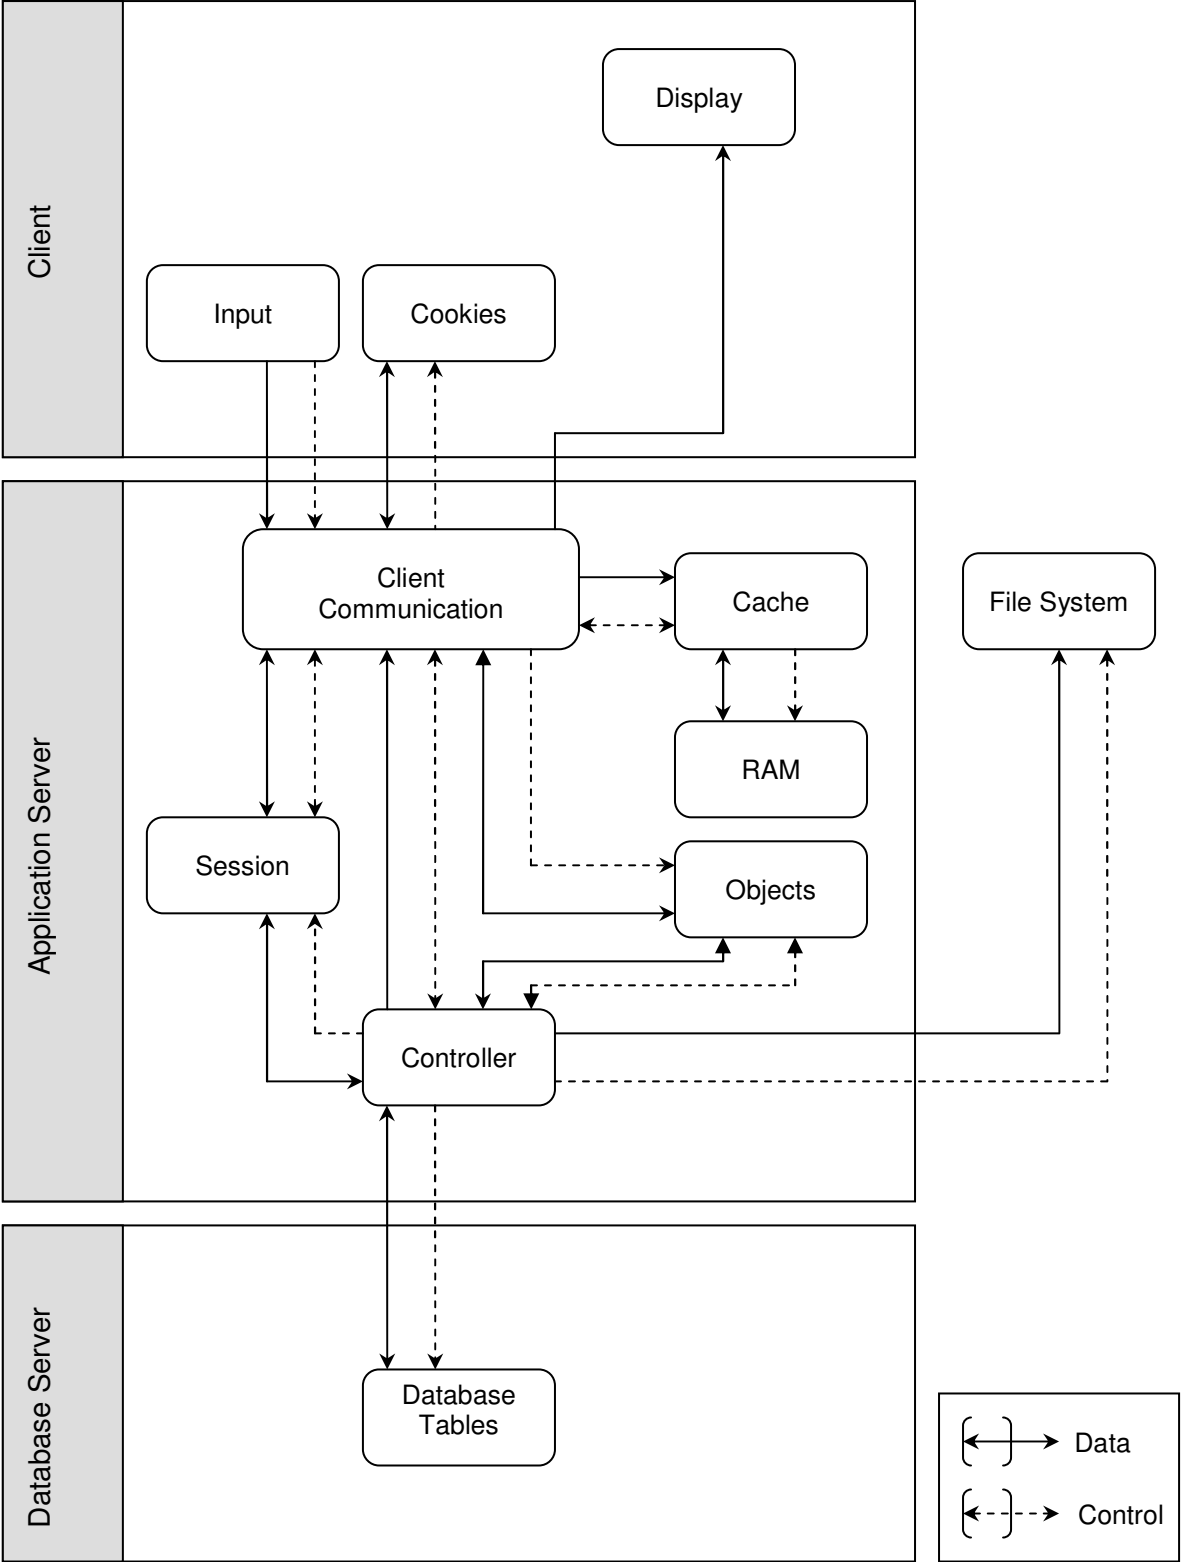 Client
Display
Input
Cookies
Application Server
Client
Communication
Cache
File System
RAM
Session
Objects
Controller
Database Server
Database
Tables
Data
Control